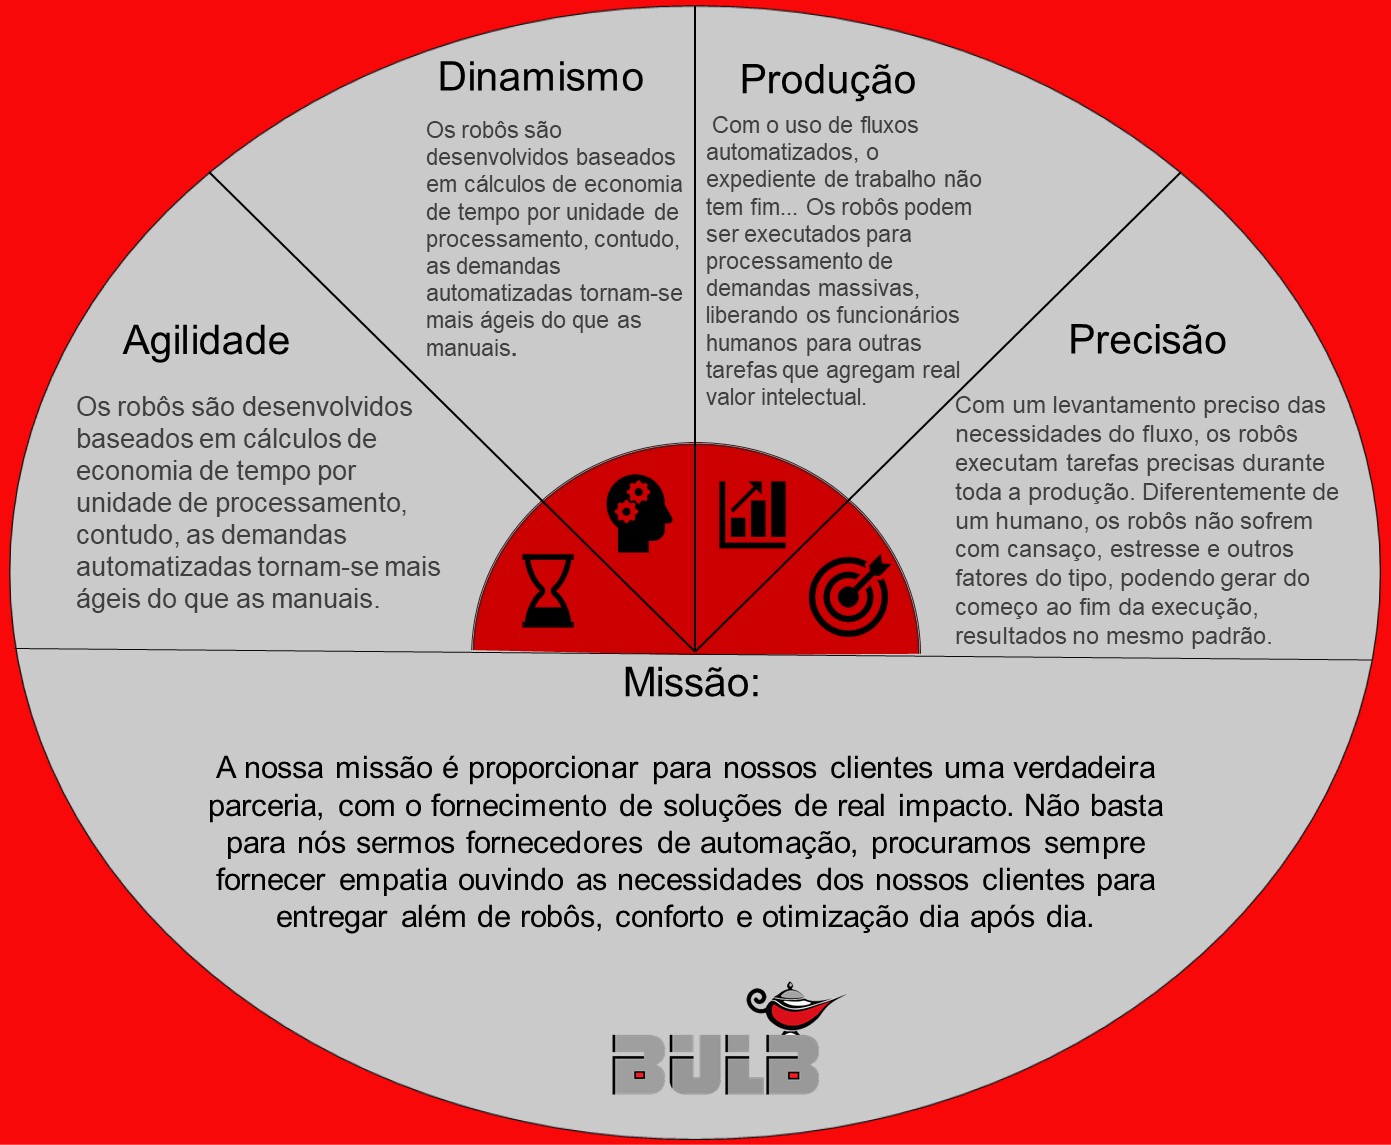 Dinamismo
Os robôs são
desenvolvidos baseados
em cálculos de economia
de tempo por unidade de
processamento, contudo,
as demandas
automatizadas tornam-se
mais ágeis do que as
manuais.
Produção
Com o uso de fluxos
automatizados, o
expediente de trabalho não
tem fim... Os robôs podem
ser executados para
processamento de
demandas massivas,
liberando os funcionários
humanos para outras
tarefas que agregam real
valor intelectual.
Agilidade
Os robôs são desenvolvidos
baseados em cálculos de
economia de tempo por
unidade de processamento,
contudo, as demandas
automatizadas tornam-se mais
ágeis do que as manuais.
Precisão
Com um levantamento preciso das
necessidades do fluxo, os robôs
executam tarefas precisas durante
toda a produção. Diferentemente de
um humano, os robôs não sofrem
com cansaço, estresse e outros
fatores do tipo, podendo gerar do
começo ao fim da execução,
resultados no mesmo padrão.
Missão:
A nossa missão é proporcionar para nossos clientes uma verdadeira
parceria, com o fornecimento de soluções de real impacto. Não basta
para nós sermos fornecedores de automação, procuramos sempre
fornecer empatia ouvindo as necessidades dos nossos clientes para
entregar além de robôs, conforto e otimização dia após dia.
BULB